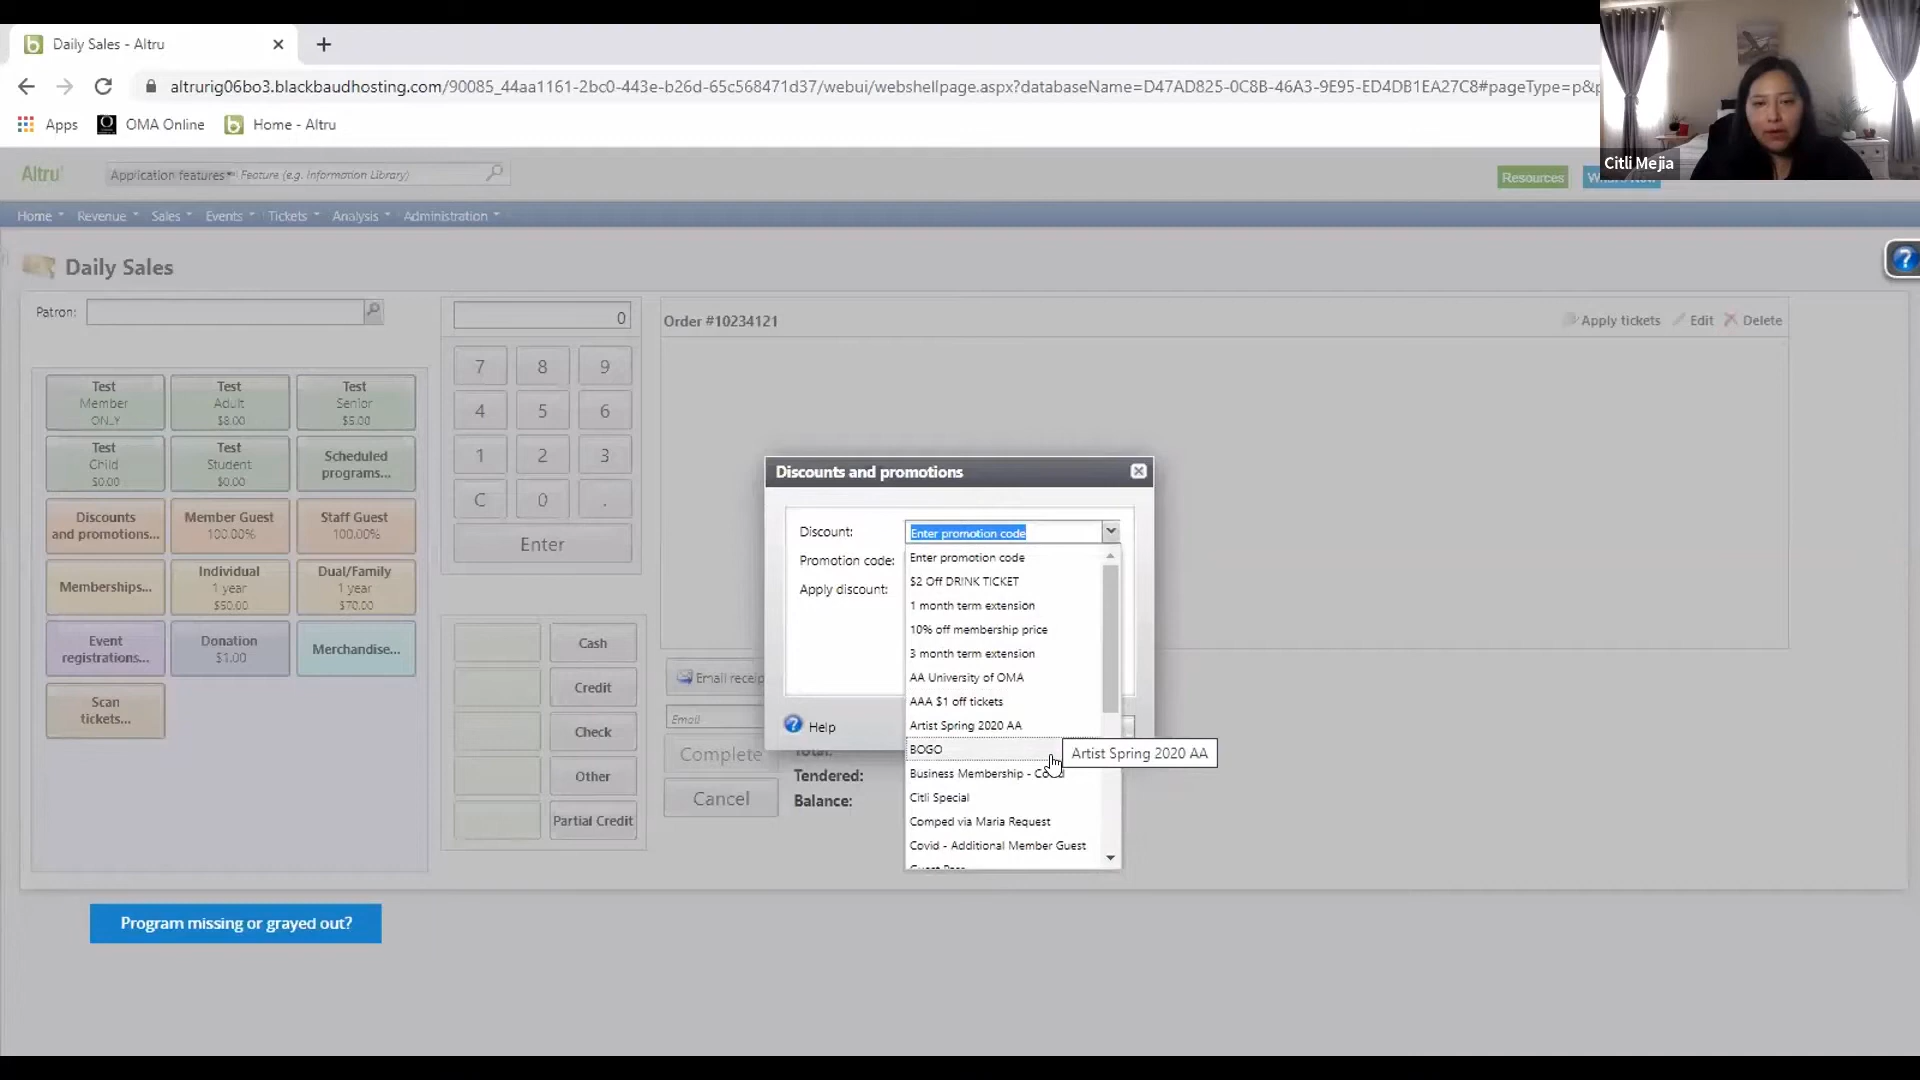 Daily Sales - Altru
altrurig06bo3.blackbaudhosting.com/90085_44aa1161-2bc0-443e-b26d-65c568471d37/webui/webshellpage.aspx?databaseName=D47AD825-0C8B-46A3-9E95-ED4DB1EA27C8#pageType=p&p
Apps
OMA Online
Home - Altru
Citli Mejia
Altru
Application features
Feature (e.g. Information Library)
Resources
Home
Revenue
Sales
Events
Tickets
Analysis
Administration
Daily Sales
?
Patron:
0
Order #10234121
Apply tickets
Edit
Delete
Test
Member
ONLY
Test
Adult
$8.00
Test
Senior
$5.00
Test
Child
$0.00
Test
Student
$0.00
Scheduled
programs...
Discounts
and promotions...
Member Guest
100.00%
Staff Guest
100.00%
Memberships...
Individual
1 year
$50.00
Dual/Family
1 year
$70.00
Event
registrations...
Donation
$1.00
Merchandise...
Scan
tickets...
7 8 9
4 5 6
1 2 3
C 0 .
Enter
Cash
Credit
Check
Other
Partial Credit
Email
Complete
Cancel
Total:
Tendered:
Balance:
Discounts and promotions
Discount:
Enter promotion code
Promotion code:
Apply discount:
? Help
Enter promotion code
$2 Off DRINK TICKET
1 month term extension
10% off membership price
3 month term extension
AA University of OMA
AAA $1 off tickets
Artist Spring 2020 AA
BOGO
Artist Spring 2020 AA
Business Membership -
Citli Special
Comped via Maria Request
Covid - Additional Member Guest
Program missing or grayed out?